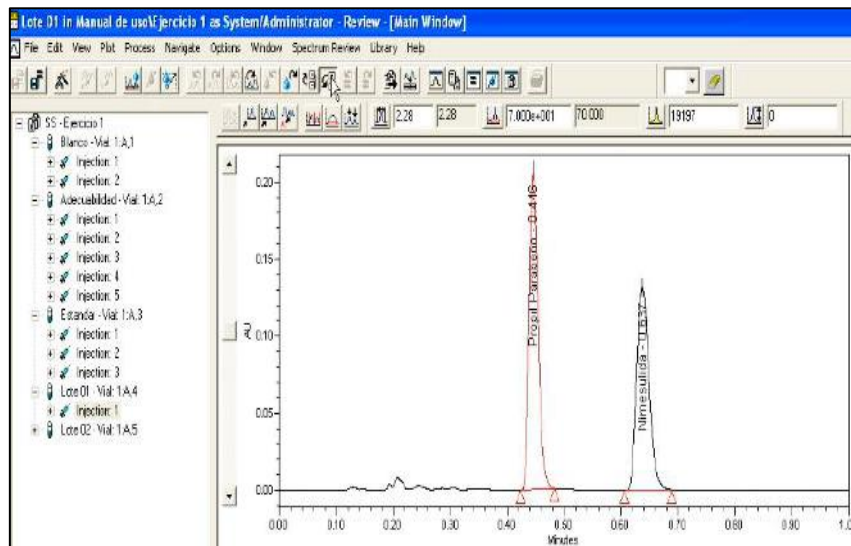 Lote 01 in Manual de uso\Ejercicio 1 as System/Administrator - Review - [Main Window]
File Edit View Plot Process Navigate Options Window Spectrum Review Library Help
2.28 2.28 7.000e+001 70.000 19197 0
SS - Ejercicio 1
Blanco - Vial: 1:A,1
Injection: 1
Injection: 2
Adecuabilidad - Vial: 1:A,2
Injection: 1
Injection: 2
Injection: 3
Injection: 4
Injection: 5
Estandar - Vial: 1:A,3
Injection: 1
Injection: 2
Injection: 3
Lote 01 - Vial: 1:A,4
Injection: 1
Lote 02 - Vial: 1:A,5
AU
0.20
0.15
0.10
0.05
0.00
Propil Parabeno - 0.446
Nimesulida - 0.637
0.00 0.10 0.20 0.30 0.40 0.50 0.60 0.70 0.80 0.90 1.0
Minutes